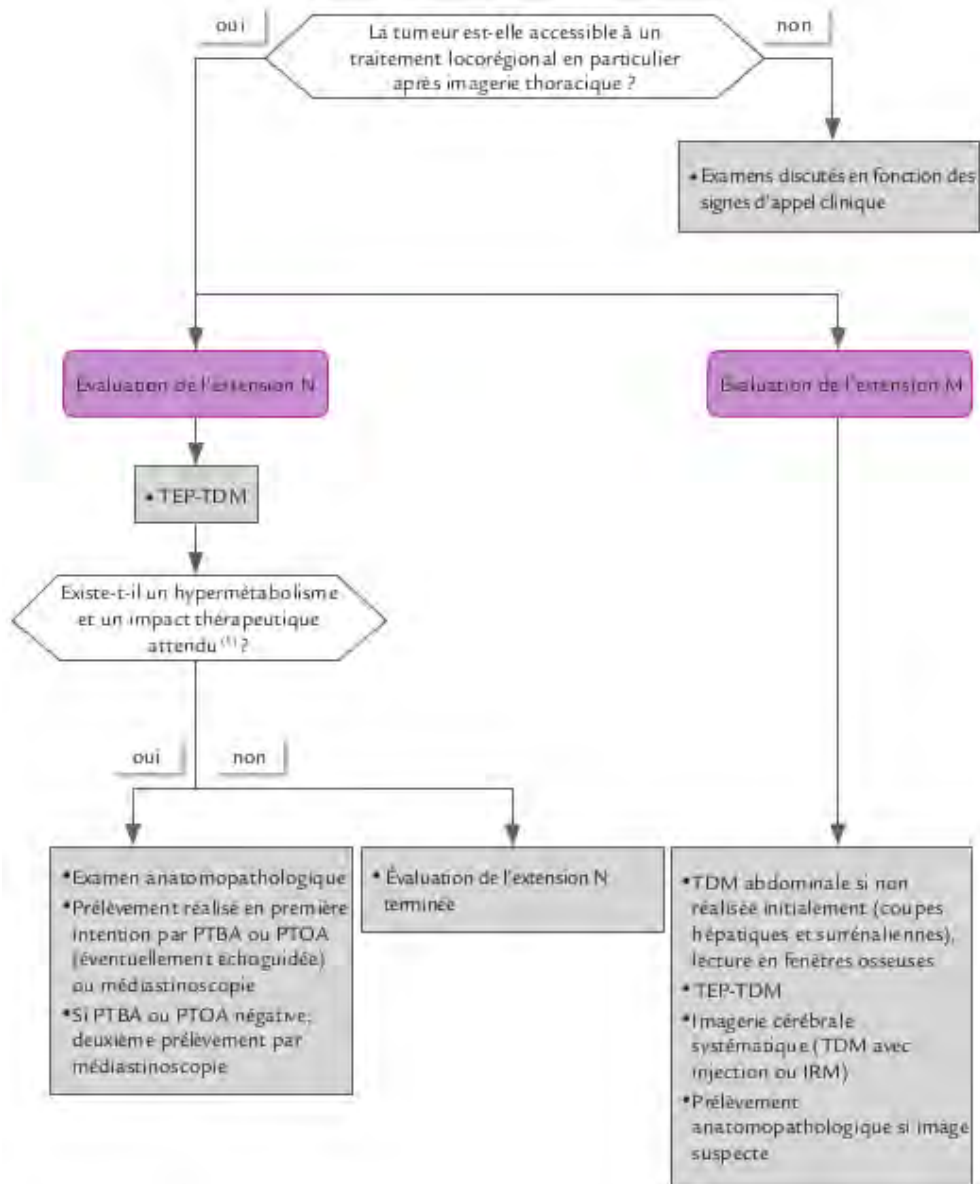 oui
La tumeur est-elle accessible à un
traitement locorégional en particulier
après imagerie thoracique ?
non
• Examens discutés en fonction des
signes d'appel clinique
Évaluation de l'extension N
Évaluation de l'extension M
• TEP-TDM
Existe-t-il un hypermétabolisme
et un impact thérapeutique
attendu (1) ?
oui
non
•Examen anatomopathologique
•Prélèvement réalisé en première
intention par PTBA ou PTOA
(éventuellement échoguidée)
ou médiastinoscopie
•Si PTBA ou PTOA négative,
deuxième prélèvement par
médiastinoscopie
• Évaluation de l'extension N
terminée
•TDM abdominale si non
réalisée initialement (coupes
hépatiques et surrénaliennes),
lecture en fenêtres osseuses
•TEP-TDM
•Imagerie cérébrale
systématique (TDM avec
injection ou IRM)
•Prélèvement
anatomopathologique si image
suspecte